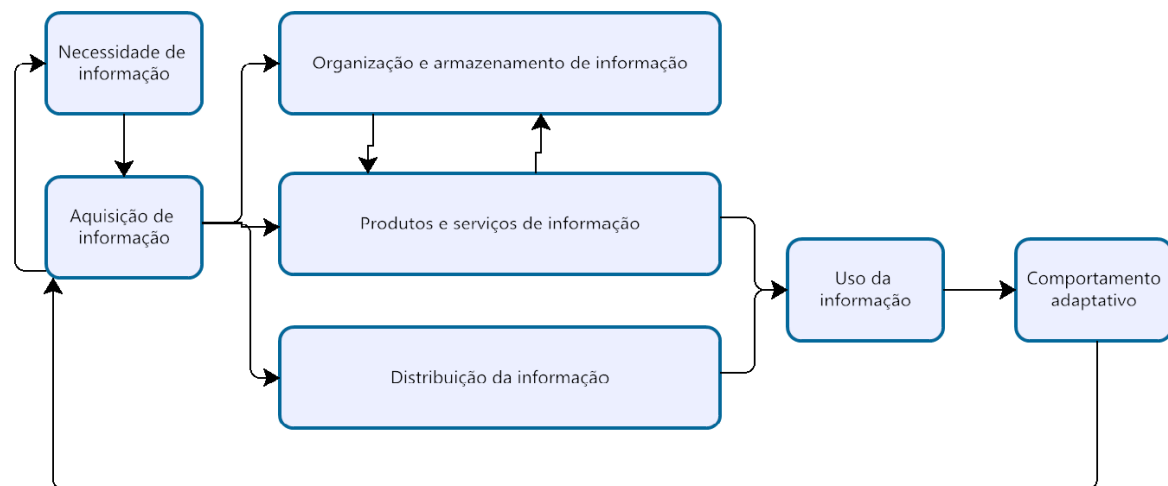 Necessidade de
informação
Organização e armazenamento de informação
Aquisição de
informação
Produtos e serviços de informação
Uso da
informação
Comportamento
adaptativo
Distribuição da informação